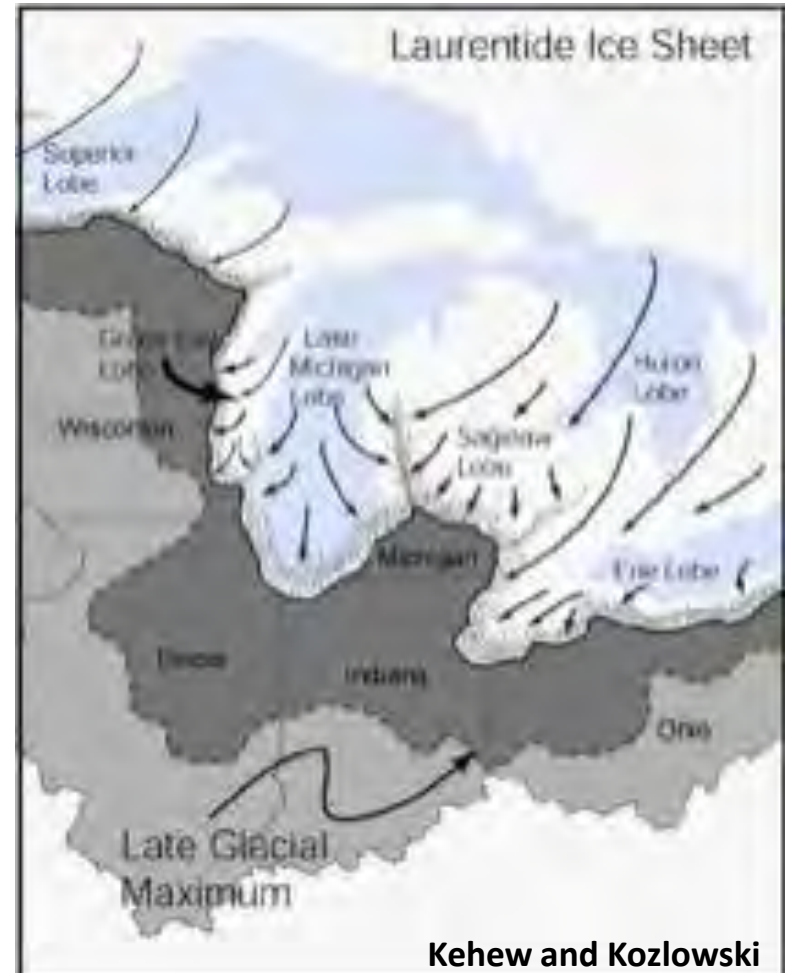 Laurentide Ice Sheet
Superior
Lobe
Green Bay
Lobe
Lake
Michigan
Lobe
Huron
Lobe
Wisconsin
Saginaw
Lobe
Michigan
Erie Lobe
Illinois
Indiana
Ohio
Late Glacial
Maximum
Kehew and Kozlowski